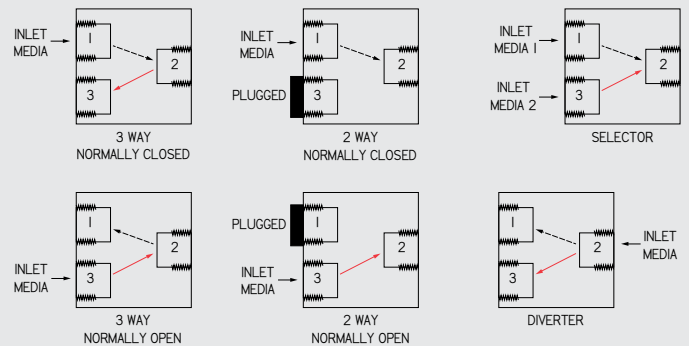 INLET
MEDIA
1
2
3
3 WAY
NORMALLY CLOSED
INLET
MEDIA
PLUGGED
1
2
3
2 WAY
NORMALLY CLOSED
INLET
MEDIA 1
INLET
MEDIA 2
1
2
3
SELECTOR
INLET
MEDIA
1
2
3
3 WAY
NORMALLY OPEN
PLUGGED
INLET
MEDIA
1
2
3
2 WAY
NORMALLY OPEN
1
2
3
INLET
MEDIA
DIVERTER